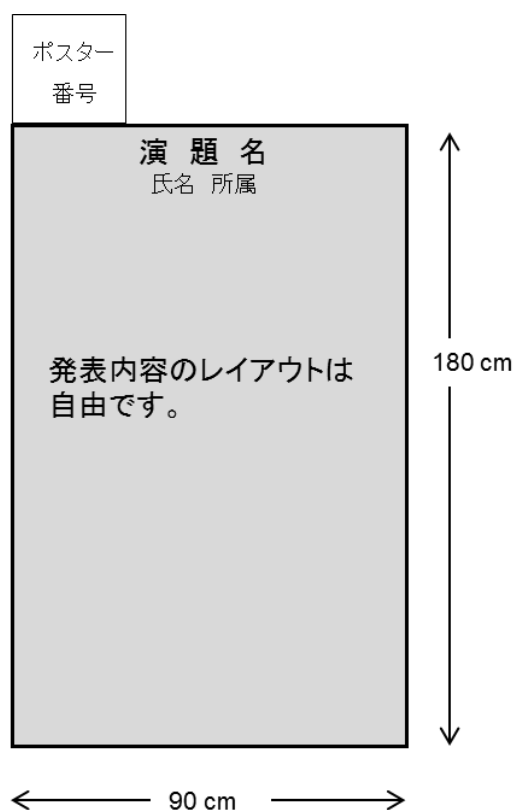 ポスター
番号
演 題 名
氏名 所属
発表内容のレイアウトは
自由です。
180 cm
90 cm